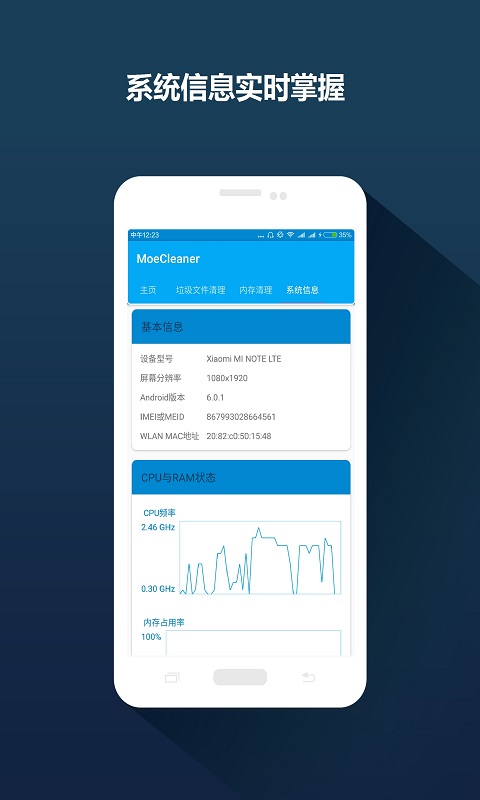 系统信息实时掌握
中午12:23
... 35%
MoeCleaner
主页 垃圾文件清理 内存清理 系统信息
基本信息
设备型号 Xiaomi MI NOTE LTE
屏幕分辨率 1080x1920
Android版本 6.0.1
IMEI或MEID 867993028664561
WLAN MAC地址 20:82:c0:50:15:48
CPU与RAM状态
CPU频率
2.46 GHz
0.30 GHz
内存占用率
100%